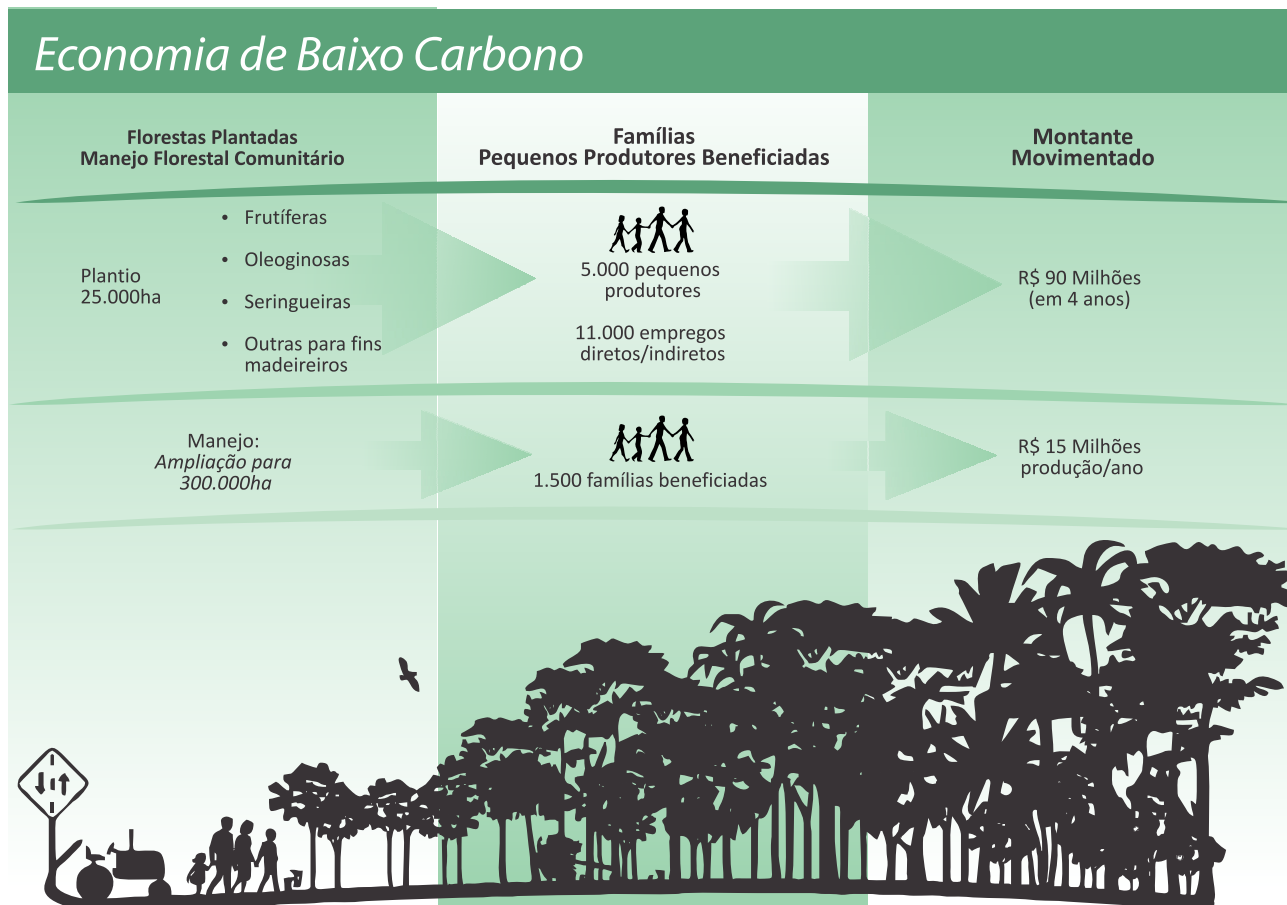 Economia de Baixo Carbono
Florestas Plantadas
Manejo Florestal Comunitário
Famílias
Pequenos Produtores Beneficiadas
Montante
Movimentado
Plantio
25.000ha
• Frutíferas
• Oleoginosas
• Seringueiras
• Outras para fins
madeireiros
5.000 pequenos
produtores
11.000 empregos
diretos/indiretos
R$ 90 Milhões
(em 4 anos)
Manejo:
Ampliação para
300.000ha
1.500 famílias beneficiadas
R$ 15 Milhões
produção/ano